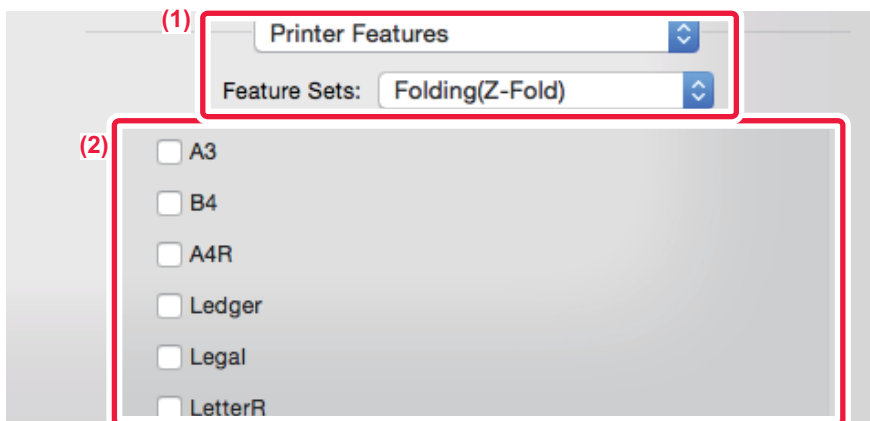 (1)
Printer Features
Feature Sets: Folding(Z-Fold)
(2)
A3
B4
A4R
Ledger
Legal
LetterR